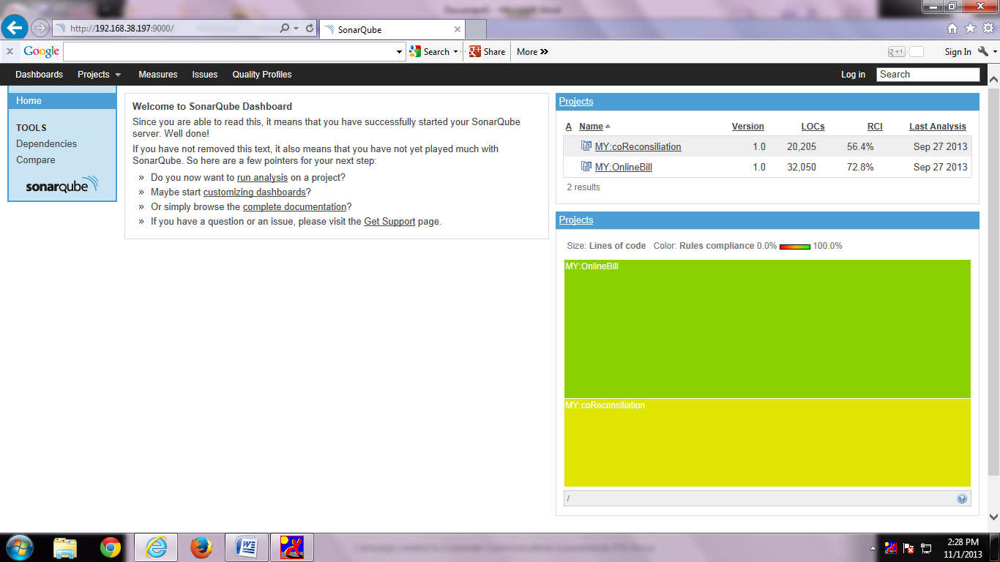 http://192.168.38.197:9000/
SonarQube
x Google Search Share More » +1 Sign In
Dashboards Projects Measures Issues Quality Profiles Log in Search
Home
TOOLS
Dependencies
Compare
sonarqube
Welcome to SonarQube Dashboard
Since you are able to read this, it means that you have successfully started your SonarQube
server. Well done!
If you have not removed this text, it also means that you have not yet played much with
SonarQube. So here are a few pointers for your next step:
» Do you now want to run analysis on a project?
» Maybe start customizing dashboards?
» Or simply browse the complete documentation?
» If you have a question or an issue, please visit the Get Support page.
Projects
A Name Version LOCs RCI Last Analysis
MY:coReconsiliation 1.0 20,205 56.4% Sep 27 2013
MY:OnlineBill 1.0 32,050 72.8% Sep 27 2013
2 results
Projects
Size: Lines of code Color: Rules compliance 0.0% 100.0%
MY:OnlineBill
MY:coReconsiliation
/
2:28 PM
11/1/2013